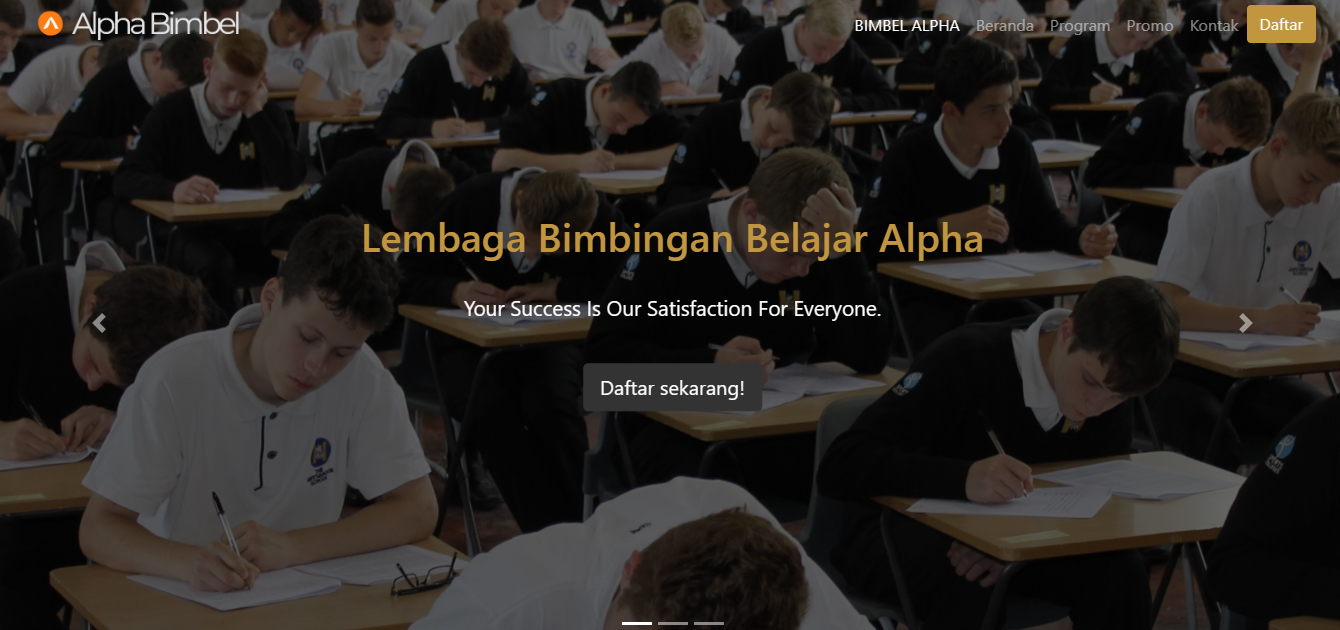 Alpha Bimbel
BIMBEL ALPHA Beranda Program Promo Kontak Daftar
Lembaga Bimbingan Belajar Alpha
Your Success Is Our Satisfaction For Everyone.
Daftar sekarang!